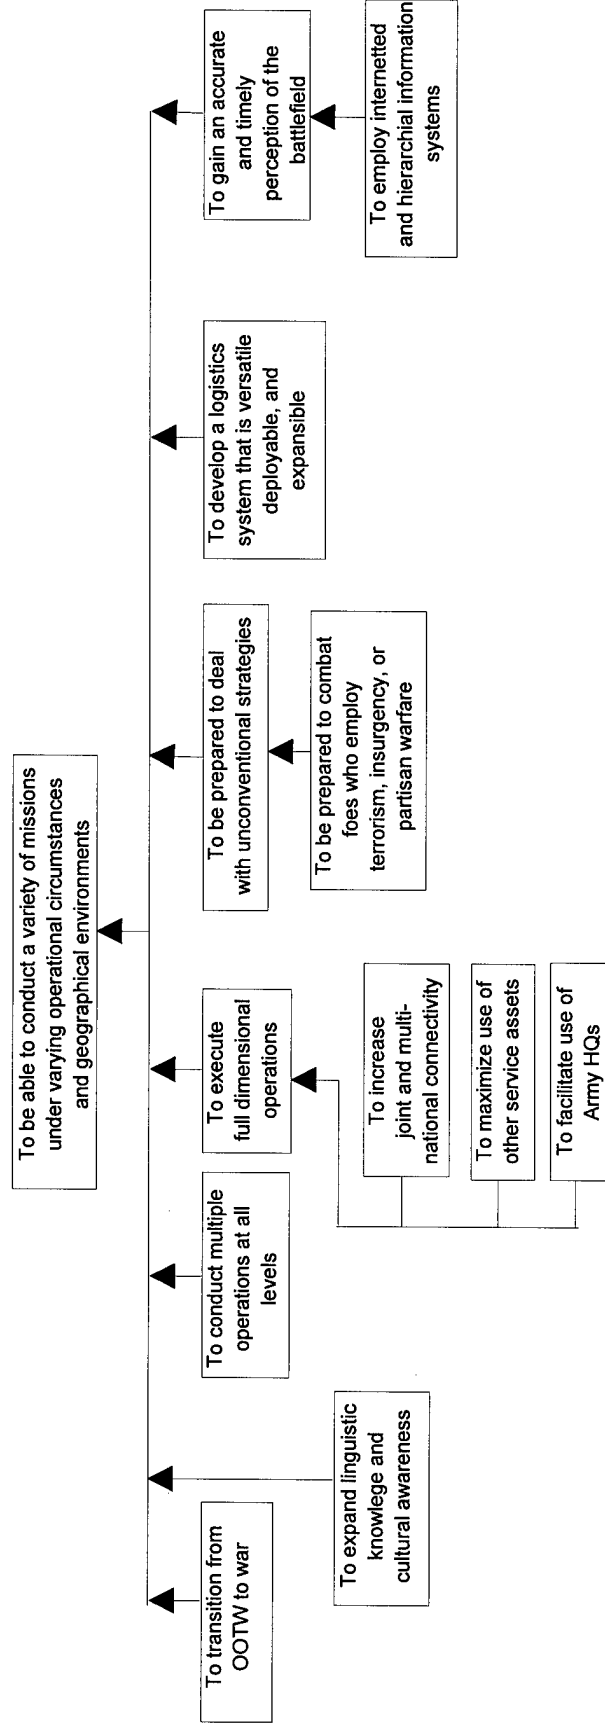 To be able to conduct a variety of missions
under varying operational circumstances
and geographical environments
To transition from
OOTW to war
To expand linguistic
knowlege and
cultural awareness
To conduct multiple
operations at all
levels
To execute
full dimensional
operations
To increase
joint and multi-
national connectivity
To maximize use of
other service assets
To facilitate use of
Army HQs
To be prepared to deal
with unconventional strategies
To be prepared to combat
foes who employ
terrorism, insurgency, or
partisan warfare
To develop a logistics
system that is versatile
deployable, and
expansible
To gain an accurate
and timely
perception of the
battlefield
To employ internetted
and hierarchial information
systems